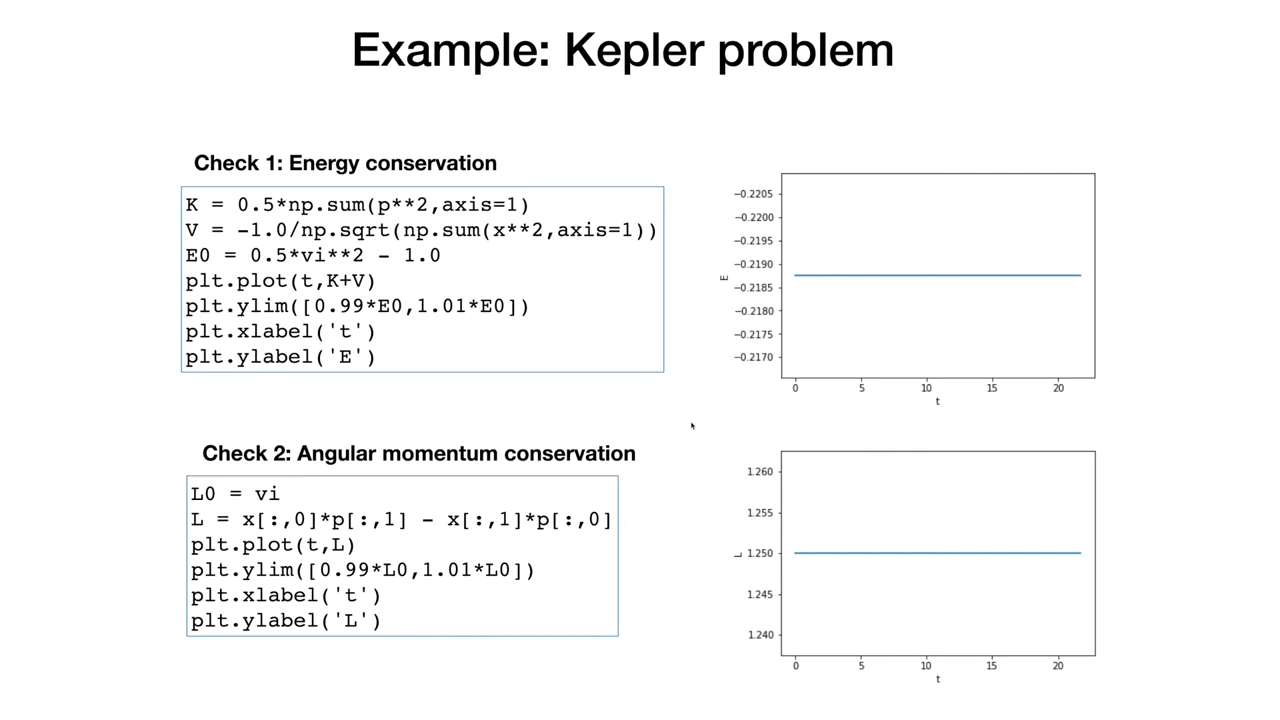 Example: Kepler problem
Check 1: Energy conservation
K = 0.5*np.sum(p**2,axis=1)
V = -1.0/np.sqrt(np.sum(x**2,axis=1))
E0 = 0.5*vi**2 - 1.0
plt.plot(t,K+V)
plt.ylim([0.99*E0,1.01*E0])
plt.xlabel('t')
plt.ylabel('E')
−0.2205
−0.2200
−0.2195
−0.2190
−0.2185
−0.2180
−0.2175
−0.2170
E
0 5 10 15 20
t
Check 2: Angular momentum conservation
L0 = vi
L = x[:,0]*p[:,1] - x[:,1]*p[:,0]
plt.plot(t,L)
plt.ylim([0.99*L0,1.01*L0])
plt.xlabel('t')
plt.ylabel('L')
1.260
1.255
1.250
1.245
1.240
L
0 5 10 15 20
t